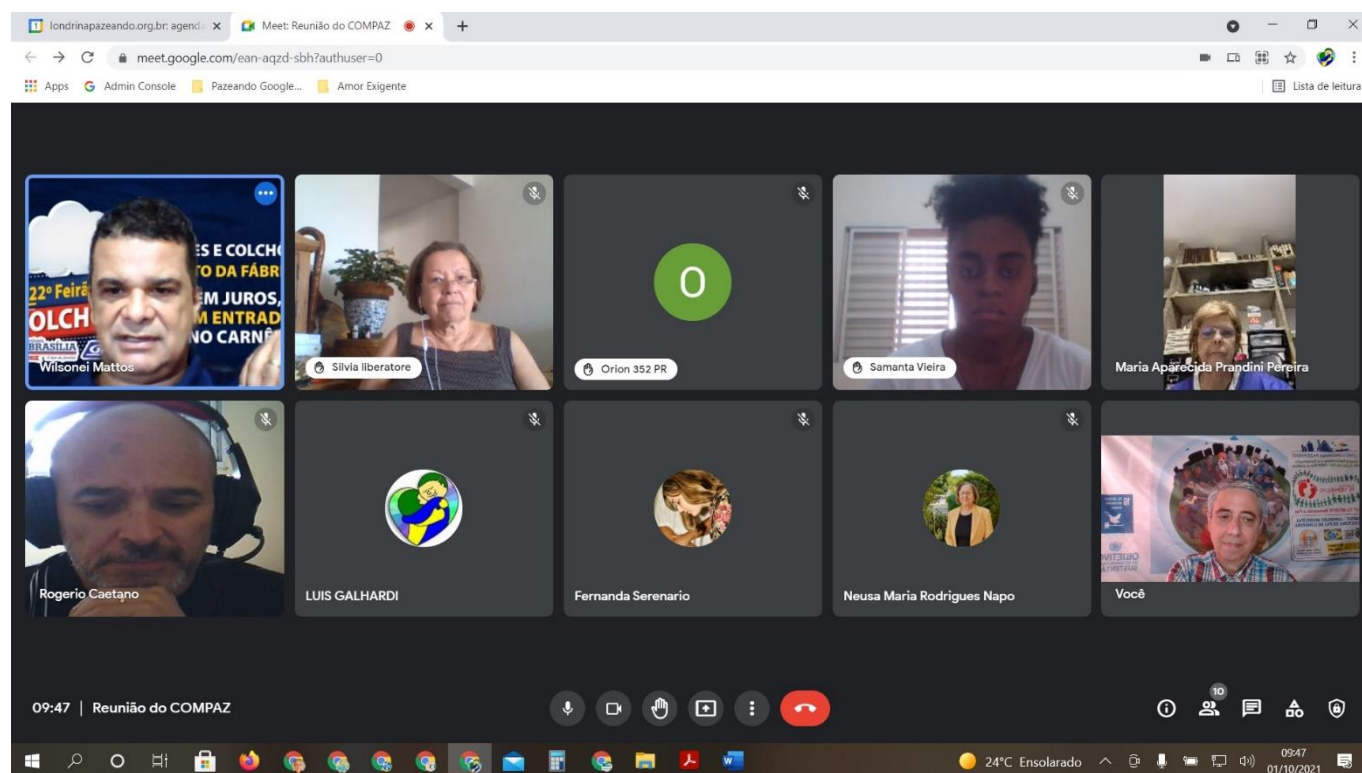 londrinapazeando.org.br: agenda
Meet: Reunião do COMPAZ
meet.google.com/ean-aqzd-sbh?authuser=0
Apps
Admin Console
Pazeando Google...
Amor Exigente
Lista de leitura
ES E COLCH
TO DA FÁBR
22º Feirã
EM JUROS,
OLCH
M ENTRAD
BRASÍLIA
NO CARNÊ
Wilsonei Mattos
Silvia liberatore
O
Orion 352 PR
Samanta Vieira
Maria Aparecida Prandini Pereira
Rogerio Caetano
LUIS GALHARDI
Fernanda Serenario
Neusa Maria Rodrigues Napo
Você
09:47 | Reunião do COMPAZ
10
24°C Ensolarado
09:47
01/10/2021